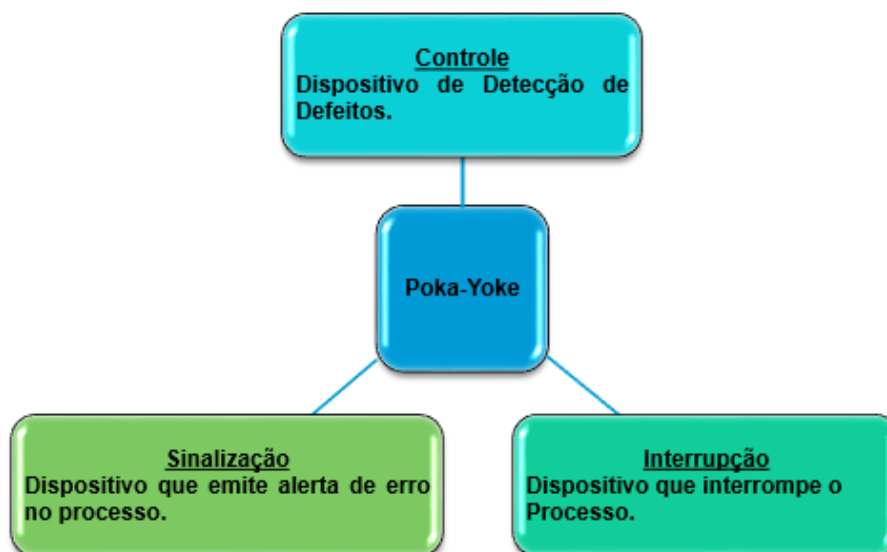 Controle
Dispositivo de Detecção de
Defeitos.
Poka-Yoke
Sinalização
Dispositivo que emite alerta de erro
no processo.
Interrupção
Dispositivo que interrompe o
Processo.